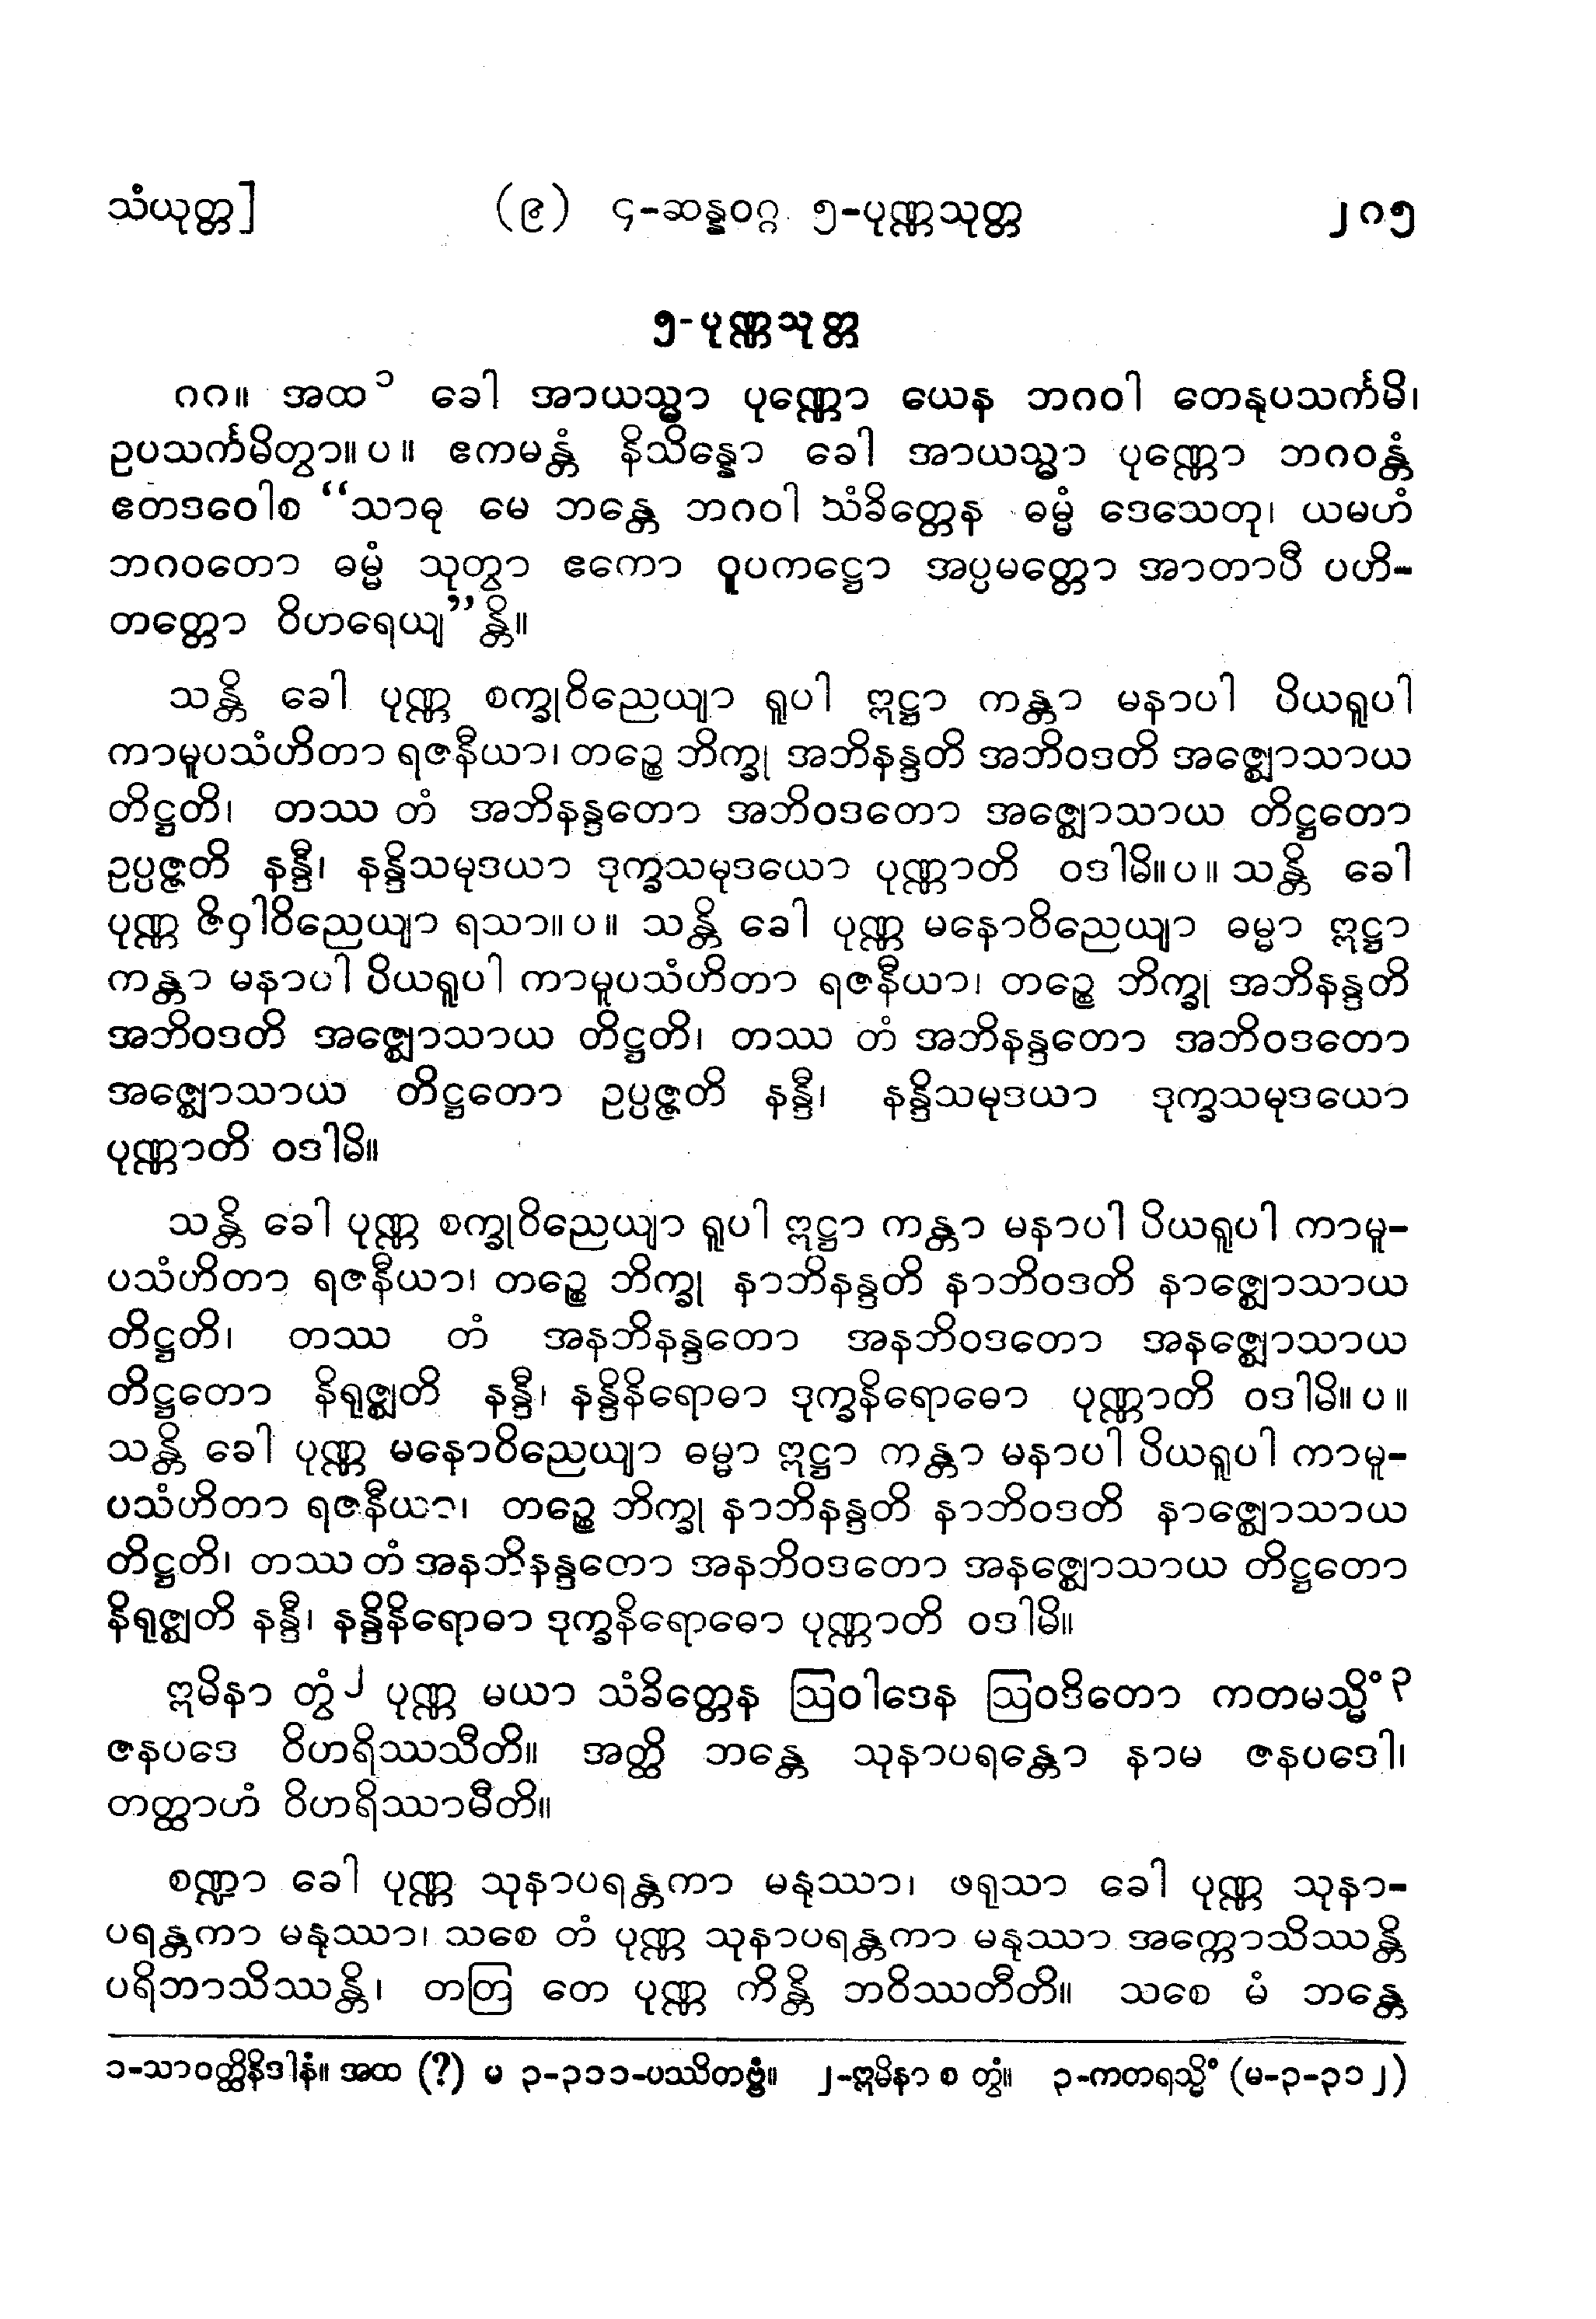 သံယုတ္တ] (၉) ၄-ဆန္နဝဂ္ဂ ၅-ပုဏ္ဏသုတ္တ ၂၈၅
၅-ပုဏ္ဏသုတ္တ
၈၈။ အထ၁ ခေါ အာယသ္မာ ပုဏ္ဏော ယေန ဘဂဝါ တေနုပသင်္ကမိ၊
ဥပသင်္ကမိတွာ။ ပ။ ဧကမန္တံ နိသိန္နော ခေါ အာယသ္မာ ပုဏ္ဏော ဘဂဝန္တံ
ဧတဒဝေါစ “သာဓု မေ ဘန္တေ ဘဂဝါ သံခိတ္တေန ဓမ္မံ ဒေသေတု၊ ယမဟံ
ဘဂဝတော ဓမ္မံ သုတွာ ဧကော ဝူပကဋ္ဌော အပ္ပမတ္တော အာတာပီ ပဟိ-
တတ္တော ဝိဟရေယျ”န္တိ။
သန္တိ ခေါ ပုဏ္ဏ စက္ခုဝိညေယျာ ရူပါ ဣဋ္ဌာ ကန္တာ မနာပါ ပိယရူပါ
ကာမူပသံဟိတာ ရဇနီယာ၊ တဉ္စေ ဘိက္ခု အဘိနန္ဒတိ အဘိဝဒတိ အဇ္ဈောသာယ
တိဋ္ဌတိ၊ တဿ တံ အဘိနန္ဒတော အဘိဝဒတော အဇ္ဈောသာယ တိဋ္ဌတော
ဥပ္ပဇ္ဇတိ နန္ဒီ၊ နန္ဒိသမုဒယာ ဒုက္ခသမုဒယော ပုဏ္ဏာတိ ဝဒါမိ။ ပ။ သန္တိ ခေါ
ပုဏ္ဏ ဇိဝှါဝိညေယျာ ရသာ။ ပ။ သန္တိ ခေါ ပုဏ္ဏ မနောဝိညေယျာ ဓမ္မာ ဣဋ္ဌာ
ကန္တာ မနာပါ ပိယရူပါ ကာမူပသံဟိတာ ရဇနီယာ၊ တဉ္စေ ဘိက္ခု အဘိနန္ဒတိ
အဘိဝဒတိ အဇ္ဈောသာယ တိဋ္ဌတိ၊ တဿ တံ အဘိနန္ဒတော အဘိဝဒတော
အဇ္ဈောသာယ တိဋ္ဌတော ဥပ္ပဇ္ဇတိ နန္ဒီ၊ နန္ဒိသမုဒယာ ဒုက္ခသမုဒယော
ပုဏ္ဏာတိ ဝဒါမိ။
သန္တိ ခေါ ပုဏ္ဏ စက္ခုဝိညေယျာ ရူပါ ဣဋ္ဌာ ကန္တာ မနာပါ ပိယရူပါ ကာမူ-
ပသံဟိတာ ရဇနီယာ၊ တဉ္စေ ဘိက္ခု နာဘိနန္ဒတိ နာဘိဝဒတိ နာဇ္ဈောသာယ
တိဋ္ဌတိ၊ တဿ တံ အနဘိနန္ဒတော အနဘိဝဒတော အနဇ္ဈောသာယ
တိဋ္ဌတော နိရုဇ္ဈတိ နန္ဒီ၊ နန္ဒိနိရောဓာ ဒုက္ခနိရောဓော ပုဏ္ဏာတိ ဝဒါမိ။ ပ။
သန္တိ ခေါ ပုဏ္ဏ မနောဝိညေယျာ ဓမ္မာ ဣဋ္ဌာ ကန္တာ မနာပါ ပိယရူပါ ကာမူ-
ပသံဟိတာ ရဇနီယာ၊ တဉ္စေ ဘိက္ခု နာဘိနန္ဒတိ နာဘိဝဒတိ နာဇ္ဈောသာယ
တိဋ္ဌတိ၊ တဿ တံ အနဘိနန္ဒတော အနဘိဝဒတော အနဇ္ဈောသာယ တိဋ္ဌတော
နိရုဇ္ဈတိ နန္ဒီ၊ နန္ဒိနိရောဓာ ဒုက္ခနိရောဓော ပုဏ္ဏာတိ ဝဒါမိ။
ဣမိနာ တွံ၂ ပုဏ္ဏ မယာ သံခိတ္တေန ဩဝါဒေန ဩဝဒိတော ကတမသ္မိံ၃
ဇနပဒေ ဝိဟရိဿသီတိ။ အတ္ထိ ဘန္တေ သုနာပရန္တော နာမ ဇနပဒေါ၊
တတ္ထာဟံ ဝိဟရိဿာမီတိ။
စဏ္ဍာ ခေါ ပုဏ္ဏ သုနာပရန္တကာ မနုဿာ၊ ဖရုသာ ခေါ ပုဏ္ဏ သုနာ-
ပရန္တကာ မနုဿာ၊ သစေ တံ ပုဏ္ဏ သုနာပရန္တကာ မနုဿာ အက္ကောသိဿန္တိ
ပရိဘာသိဿန္တိ၊ တတြ တေ ပုဏ္ဏ ကိန္တိ ဘဝိဿတီတိ။ သစေ မံ ဘန္တေ
၁-သာဝတ္ထိနိဒါနံ။ အထ (?) မ ၃-၃၁၁-ပဿိတဗ္ဗံ။ ၂-ဣမိနာ စ တွံ။ ၃-ကတရသ္မိံ (မ-၃-၃၁၂)